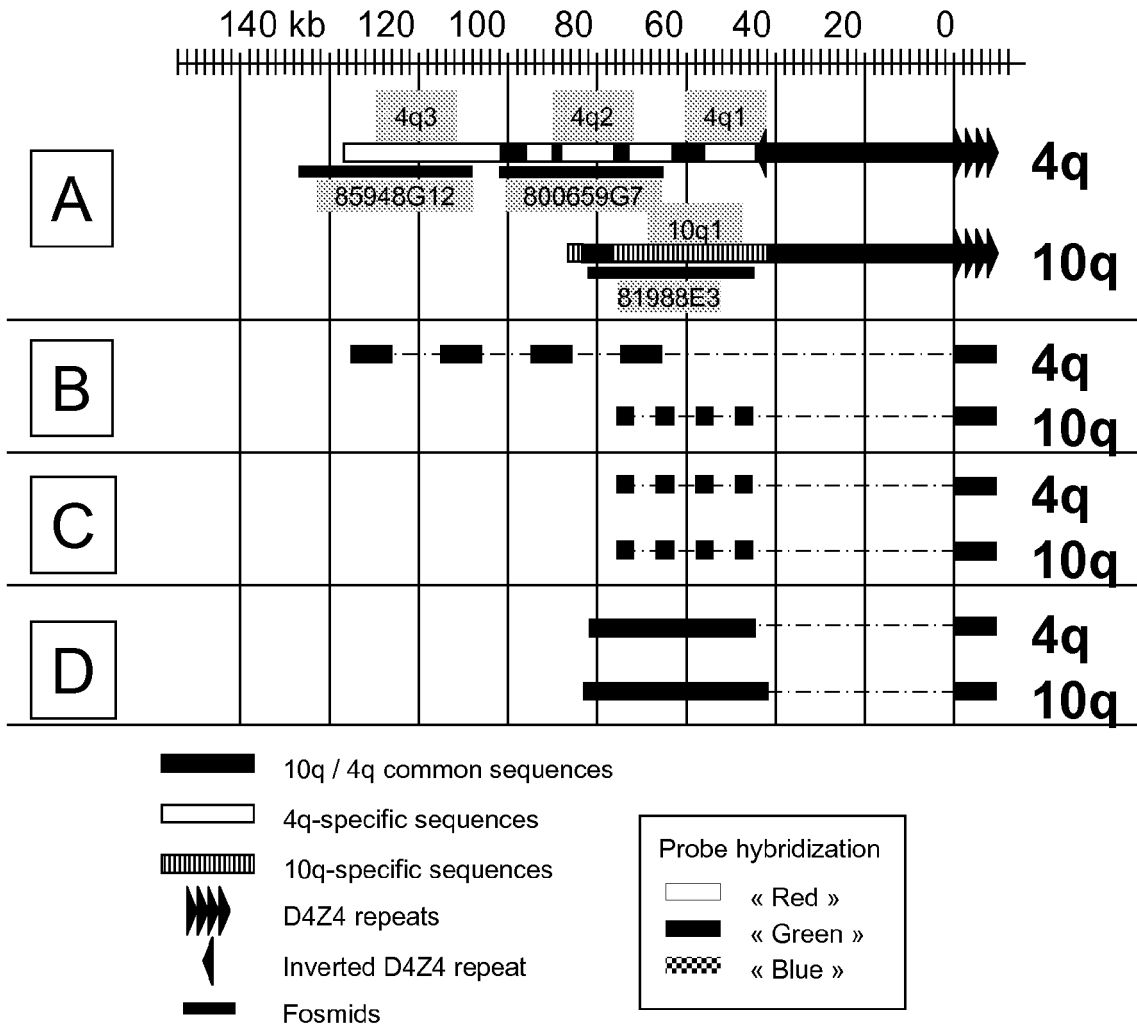 140 kb 120 100 80 60 40 20 0
4q3 4q2 4q1
A 4q
85948G12 800659G7
10q1
10q
81988E3
B 4q
10q
C 4q
10q
D 4q
10q
10q / 4q common sequences
4q-specific sequences
10q-specific sequences
D4Z4 repeats
Inverted D4Z4 repeat
Fosmids
Probe hybridization
« Red »
« Green »
« Blue »